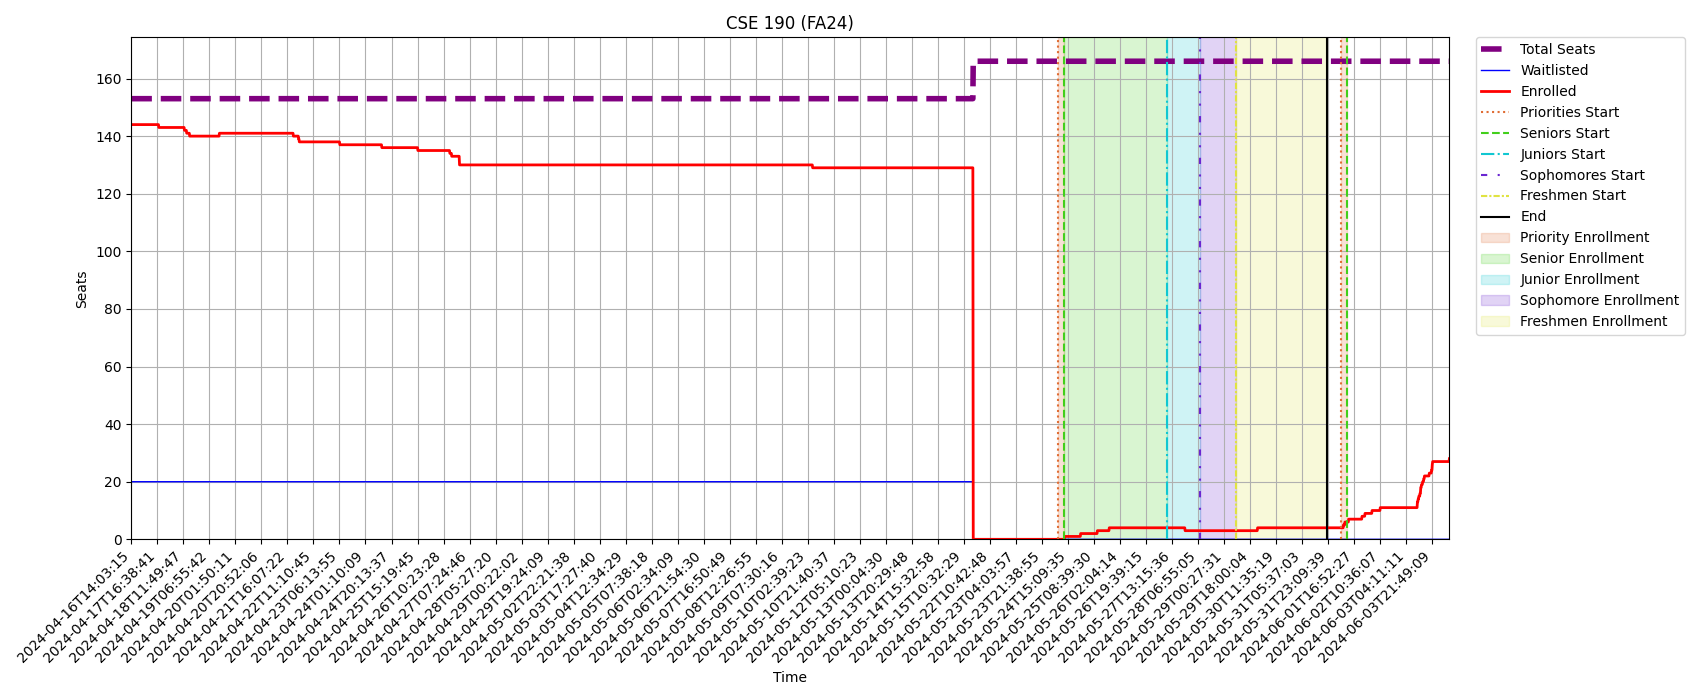 CSE 190 (FA24)
Total Seats
Waitlisted
Enrolled
Priorities Start
Seniors Start
Juniors Start
Sophomores Start
Freshmen Start
End
Priority Enrollment
Senior Enrollment
Junior Enrollment
Sophomore Enrollment
Freshmen Enrollment
Seats
160
140
120
100
80
60
40
20
0
2024-04-16T14:03:15
2024-04-17T16:38:41
2024-04-18T11:49:47
2024-04-19T06:55:42
2024-04-20T01:50:11
2024-04-20T20:52:06
2024-04-21T16:07:22
2024-04-22T11:10:45
2024-04-23T06:13:55
2024-04-24T01:10:09
2024-04-24T20:13:37
2024-04-25T15:19:45
2024-04-26T10:23:28
2024-04-27T07:24:46
2024-04-28T05:27:20
2024-04-29T00:22:02
2024-04-29T19:24:09
2024-05-02T22:21:38
2024-05-03T17:27:40
2024-05-04T12:34:29
2024-05-05T07:38:18
2024-05-06T02:34:09
2024-05-06T21:54:30
2024-05-07T16:50:49
2024-05-08T12:26:55
2024-05-09T07:30:16
2024-05-10T02:39:23
2024-05-10T21:40:37
2024-05-12T05:10:23
2024-05-13T00:04:30
2024-05-13T20:29:48
2024-05-14T15:32:58
2024-05-15T10:32:29
2024-05-22T10:42:48
2024-05-23T04:03:57
2024-05-23T21:38:55
2024-05-24T15:09:35
2024-05-25T08:39:30
2024-05-26T02:04:14
2024-05-26T19:39:15
2024-05-27T13:15:36
2024-05-28T06:55:05
2024-05-29T00:27:31
2024-05-29T18:00:04
2024-05-30T11:35:19
2024-05-31T05:37:03
2024-05-31T23:09:39
2024-06-01T16:52:27
2024-06-02T10:36:07
2024-06-03T04:11:11
2024-06-03T21:49:09
Time